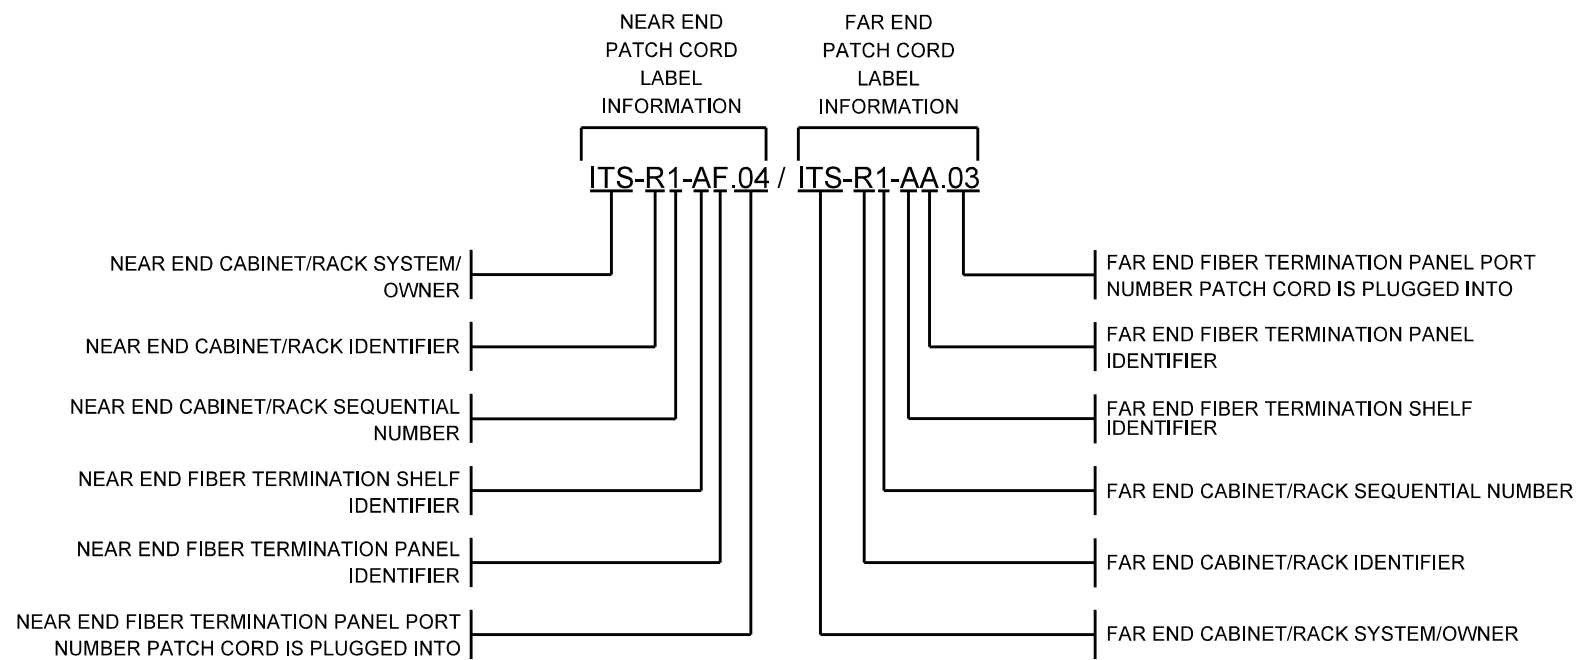 NEAR END
PATCH CORD
LABEL
INFORMATION
FAR END
PATCH CORD
LABEL
INFORMATION
ITS-R1-AF.04 / ITS-R1-AA.03
NEAR END CABINET/RACK SYSTEM/
OWNER
NEAR END CABINET/RACK IDENTIFIER
NEAR END CABINET/RACK SEQUENTIAL
NUMBER
NEAR END FIBER TERMINATION SHELF
IDENTIFIER
NEAR END FIBER TERMINATION PANEL
IDENTIFIER
NEAR END FIBER TERMINATION PANEL PORT
NUMBER PATCH CORD IS PLUGGED INTO
FAR END FIBER TERMINATION PANEL PORT
NUMBER PATCH CORD IS PLUGGED INTO
FAR END FIBER TERMINATION PANEL
IDENTIFIER
FAR END FIBER TERMINATION SHELF
IDENTIFIER
FAR END CABINET/RACK SEQUENTIAL NUMBER
FAR END CABINET/RACK IDENTIFIER
FAR END CABINET/RACK SYSTEM/OWNER